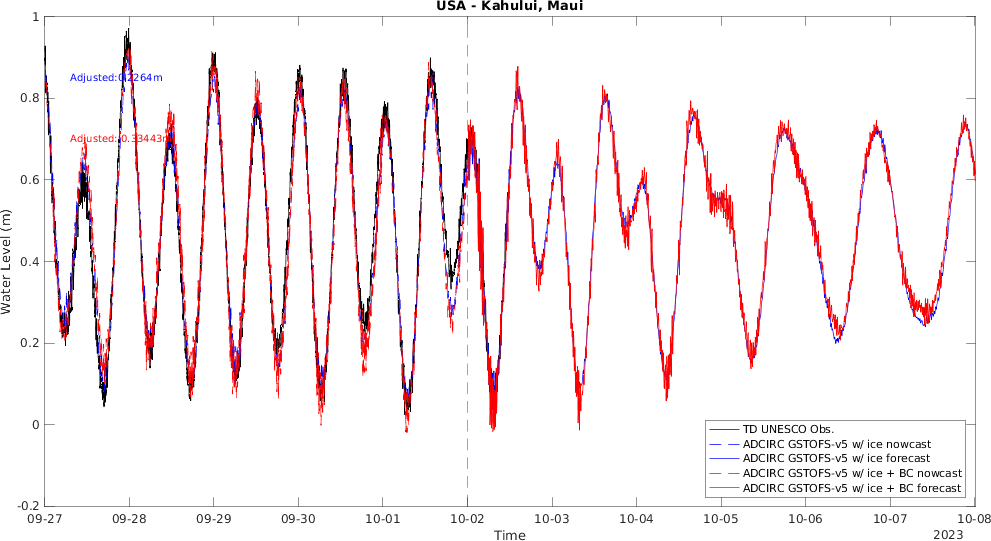 USA - Kahului, Maui
1
0.8
0.6
0.4
0.2
0
-0.2
Water Level (m)
Adjusted:
2264m
Adjusted:
0.33443
TD UNESCO Obs.
ADCIRC GSTOFS-v5 w/ ice nowcast
ADCIRC GSTOFS-v5 w/ ice forecast
ADCIRC GSTOFS-v5 w/ ice + BC nowcast
ADCIRC GSTOFS-v5 w/ ice + BC forecast
09-27 09-28 09-29 09-30 10-01 10-02 10-03 10-04 10-05 10-06 10-07 10-08
Time
2023